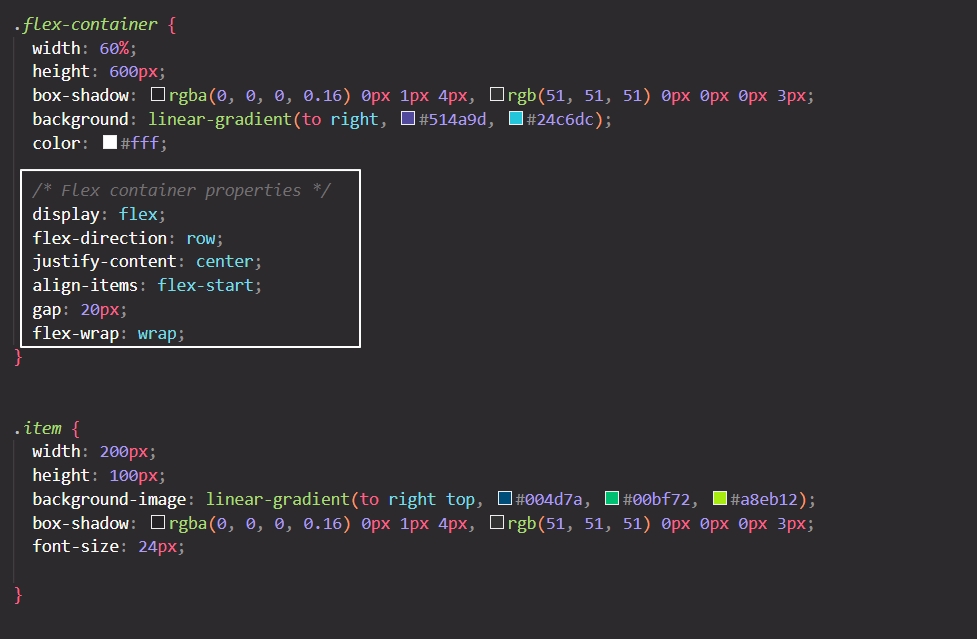 .flex-container {
width: 60%;
height: 600px;
box-shadow: rgba(0, 0, 0, 0.16) 0px 1px 4px, rgb(51, 51, 51) 0px 0px 0px 3px;
background: linear-gradient(to right, #514a9d, #24c6dc);
color: #fff;
/* Flex container properties */
display: flex;
flex-direction: row;
justify-content: center;
align-items: flex-start;
gap: 20px;
flex-wrap: wrap;
}
.item {
width: 200px;
height: 100px;
background-image: linear-gradient(to right top, #004d7a, #00bf72, #a8eb12);
box-shadow: rgba(0, 0, 0, 0.16) 0px 1px 4px, rgb(51, 51, 51) 0px 0px 0px 3px;
font-size: 24px;
}